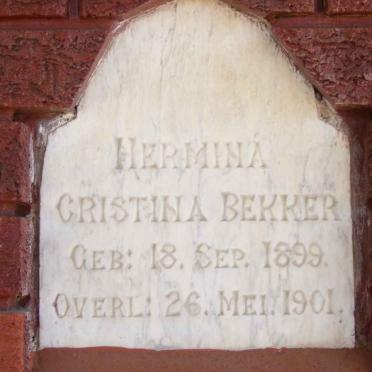 HERMINA
CRISTINA BEKKER
GEB: 18. SEP. 1899.
OVERL: 26. MEI. 1901.